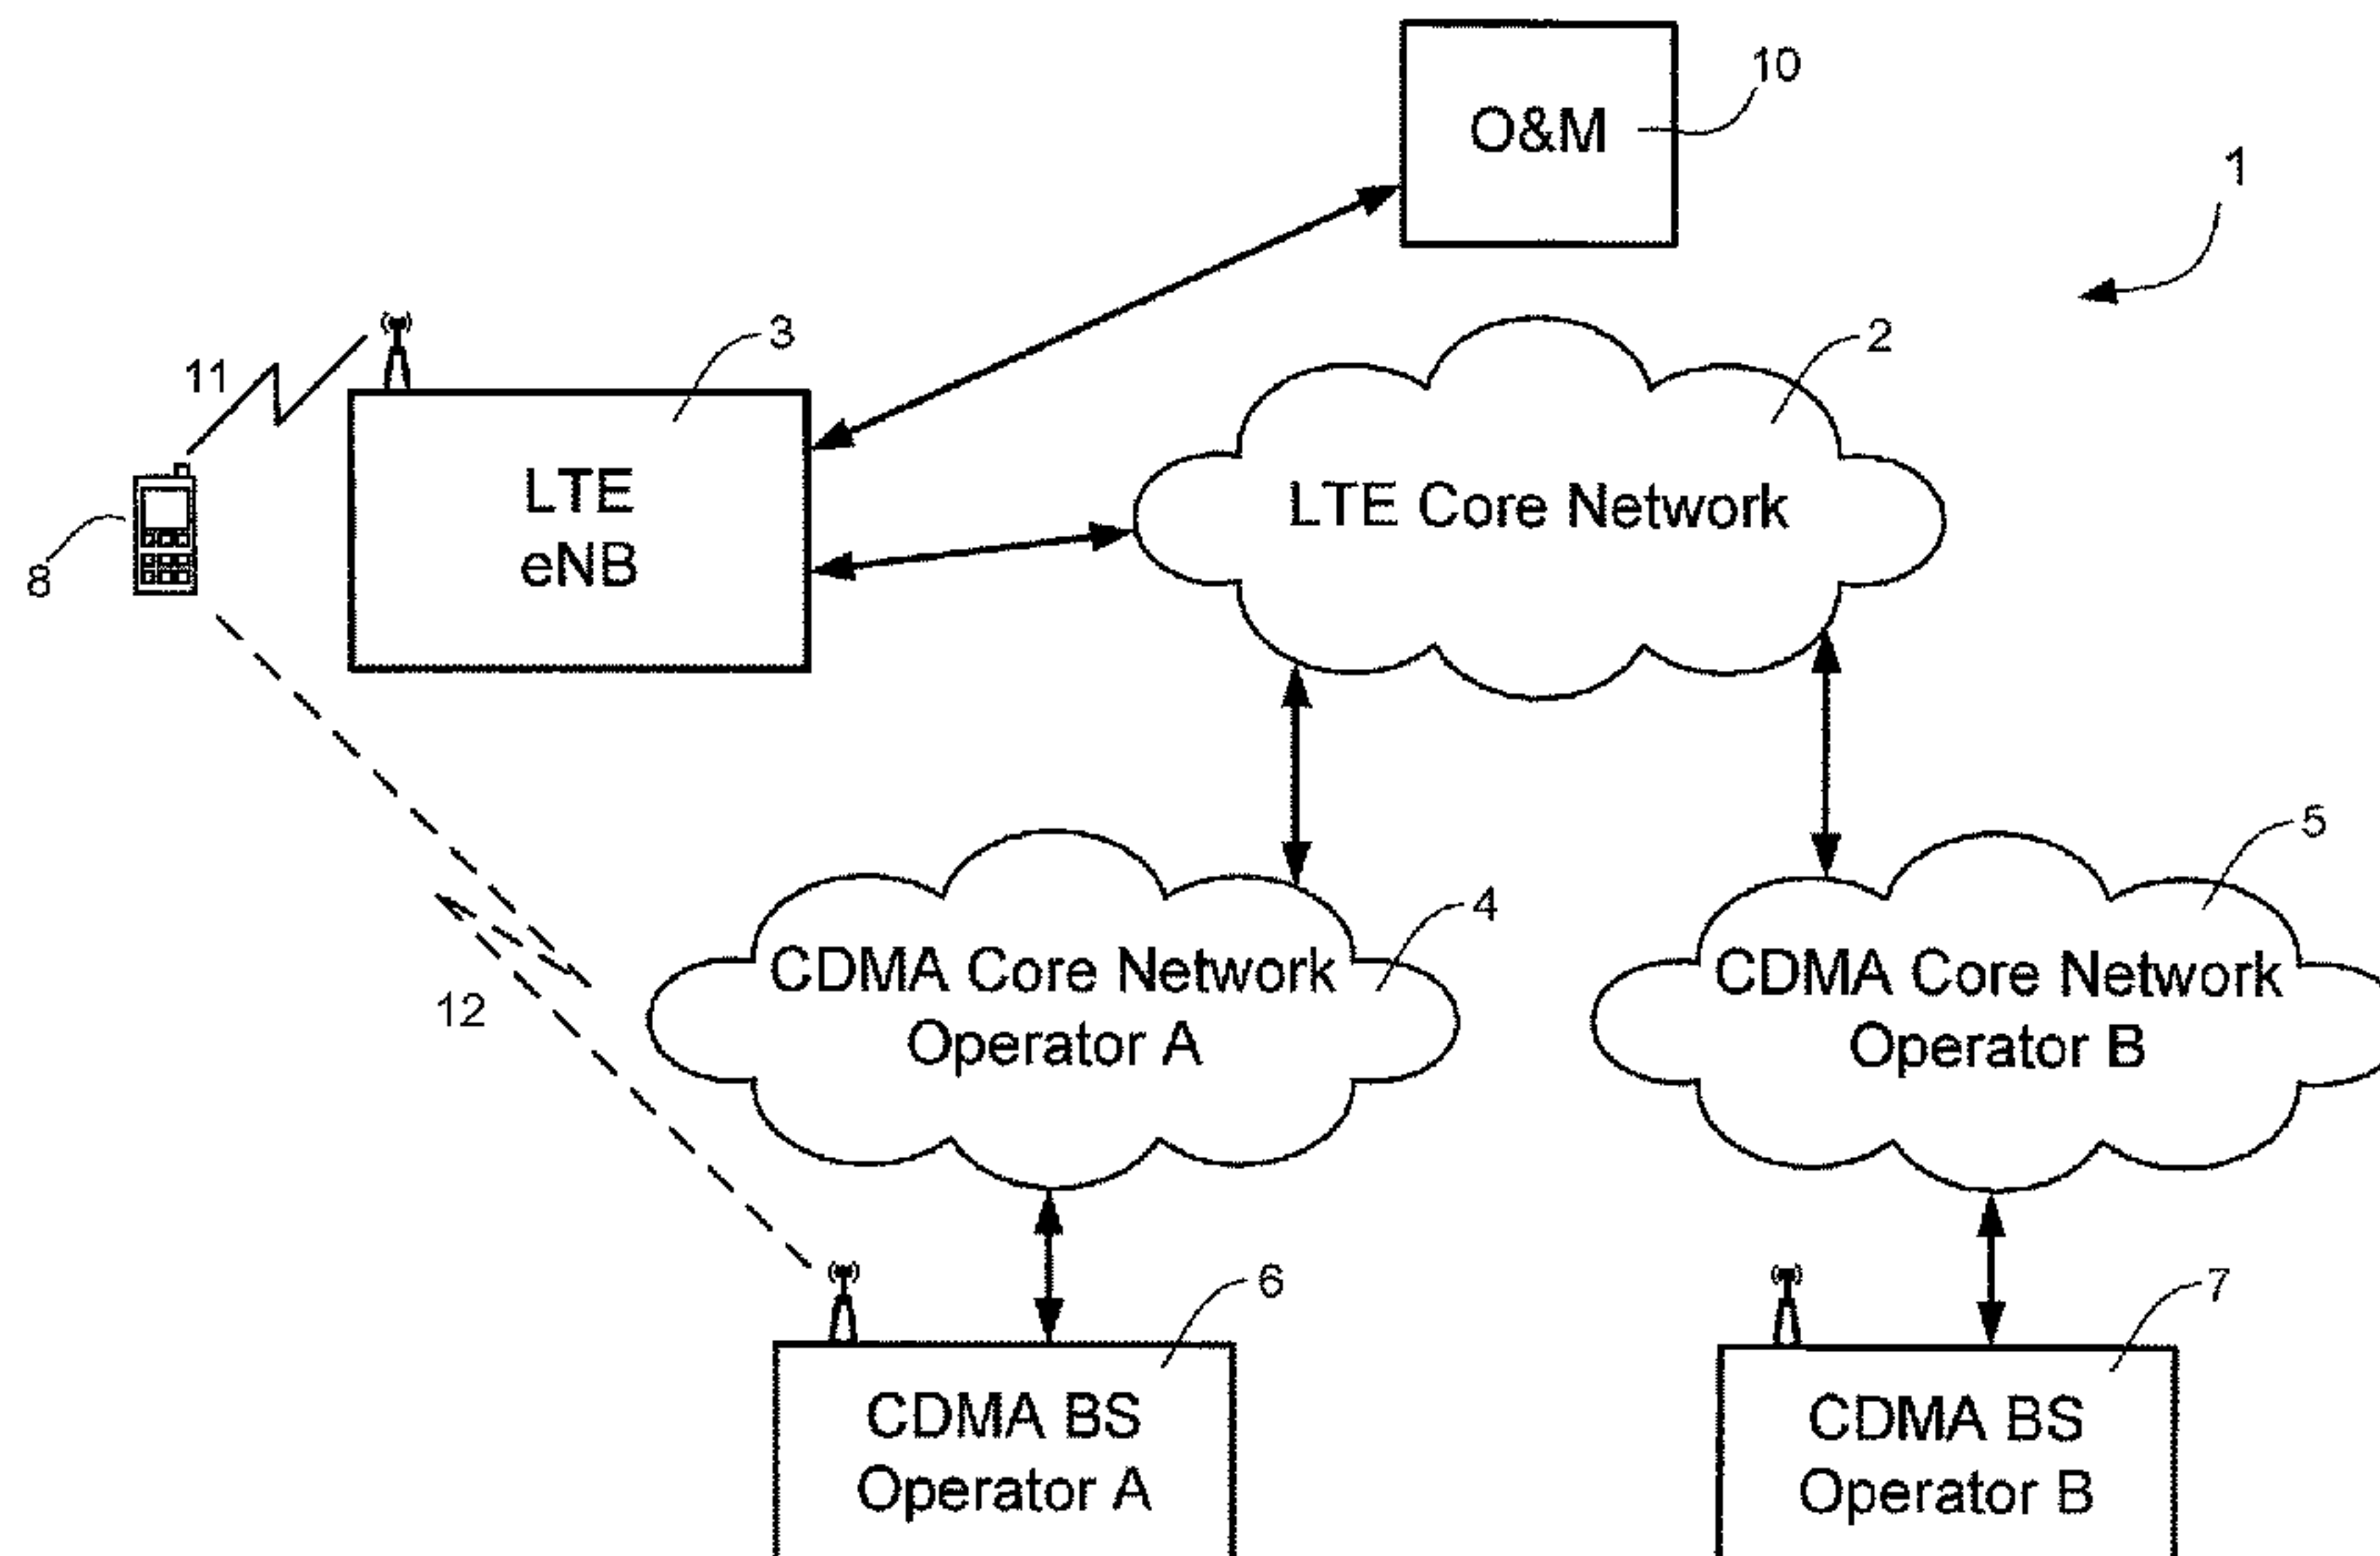 10
O&M
1
3
2
11
LTE
eNB
LTE Core Network
8
5
4
CDMA Core Network
Operator A
CDMA Core Network
Operator B
12
6
7
CDMA BS
Operator A
CDMA BS
Operator B